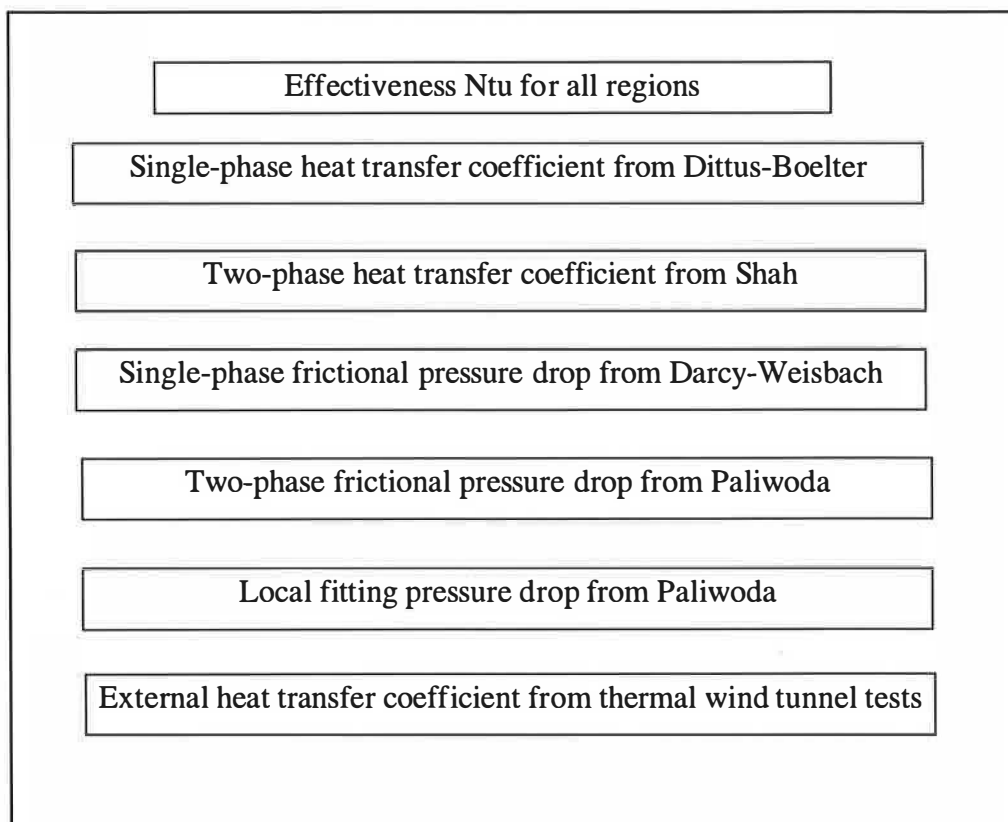 Effectiveness Ntu for all regions
Single-phase heat transfer coefficient from Dittus-Boelter
Two-phase heat transfer coefficient from Shah
Single-phase frictional pressure drop from Darcy-Weisbach
Two-phase frictional pressure drop from Paliwoda
Local fitting pressure drop from Paliwoda
External heat transfer coefficient from thermal wind tunnel tests